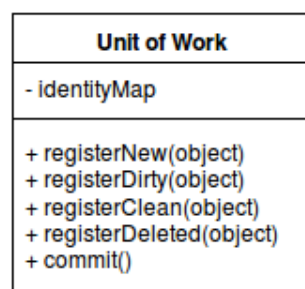 Unit of Work
- identityMap
+ registerNew(object)
+ registerDirty(object)
+ registerClean(object)
+ registerDeleted(object)
+ commit()